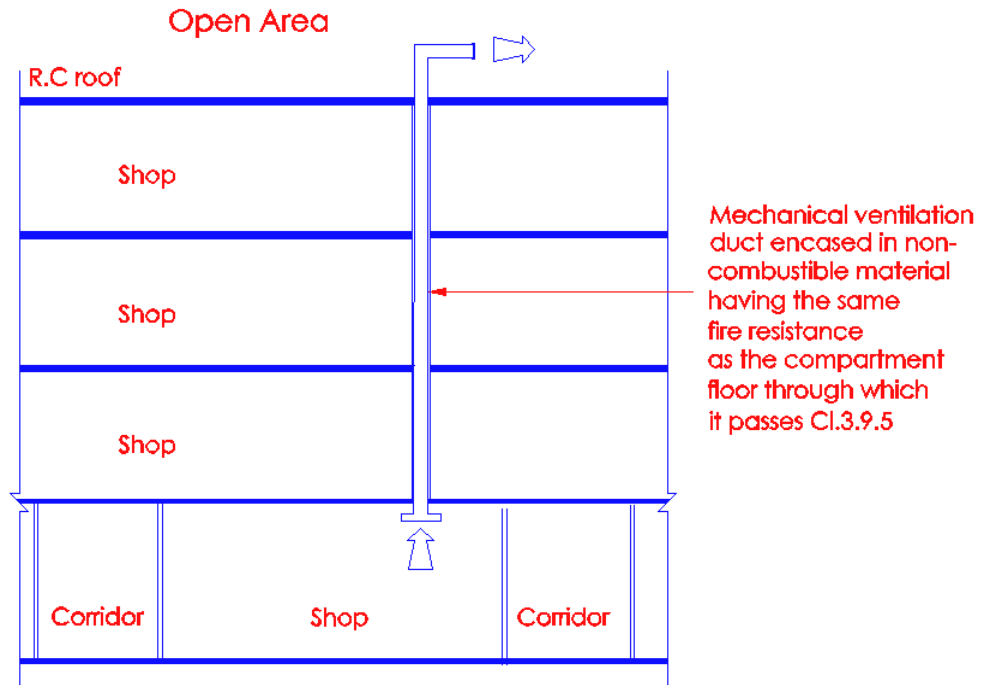 Open Area
R.C roof
Shop
Shop
Shop
Mechanical ventilation
duct encased in non-
combustible material
having the same
fire resistance
as the compartment
floor through which
it passes Cl.3.9.5
Corridor
Shop
Corridor